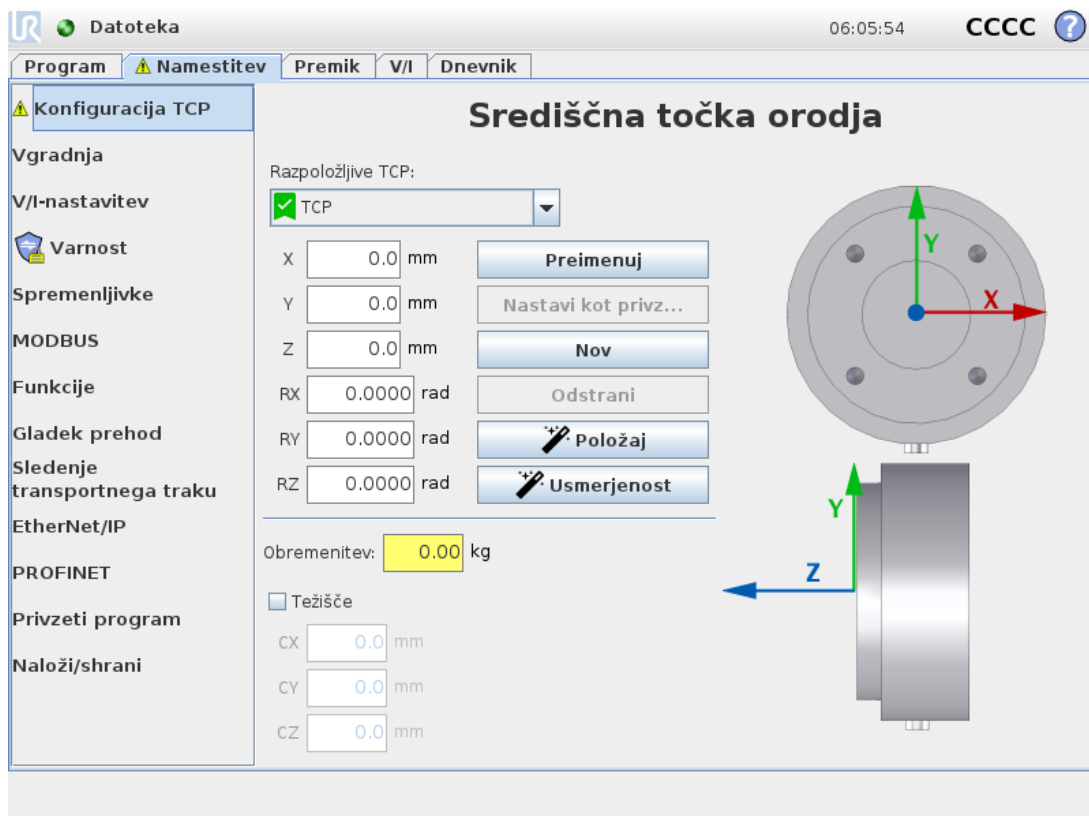 UR Datoteka 06:05:54 CCCC ?
Program Namestitev Premik V/I Dnevnik
Konfiguracija TCP
Vgradnja
V/I-nastavitev
Varnost
Spremenljivke
MODBUS
Funkcije
Gladek prehod
Sledenje
transportnega traku
EtherNet/IP
PROFINET
Privzeti program
Naloži/shrani
Središčna točka orodja
Razpoložljive TCP:
TCP
X 0.0 mm Preimenuj
Y 0.0 mm Nastavi kot privz...
Z 0.0 mm Nov
RX 0.0000 rad Odstrani
RY 0.0000 rad Položaj
RZ 0.0000 rad Usmerjenost
Obremenitev: 0.00 kg
Težišče
CX 0.0 mm
CY 0.0 mm
CZ 0.0 mm
Y
X
Y
Z